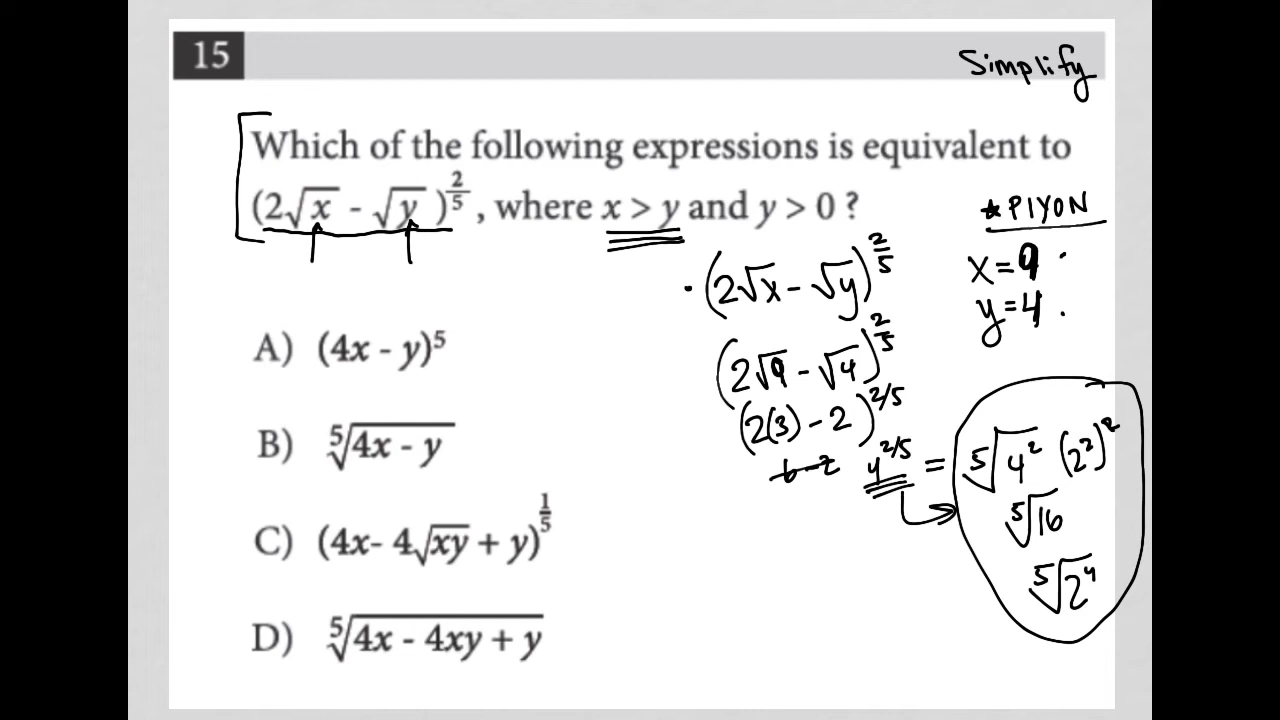 15
Simplify
Which of the following expressions is equivalent to
(2√x - √y)^(2/5), where x > y and y > 0 ?
A) (4x - y)^5
B) ⁵√(4x - y)
C) (4x- 4√(xy) + y)^(1/5)
D) ⁵√(4x - 4xy + y)
★PIYON
x=9
y=4
(2√x - √y)^(2/5)
(2√9 - √4)^(2/5)
(2(3) - 2)^(2/5)
6-2 4^(2/5) = ⁵√(4²) (2²)²
⁵√16
⁵√(2⁴)